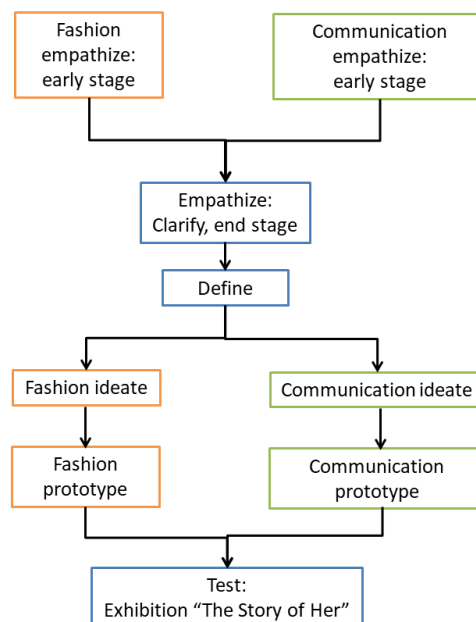 Fashion
empathize:
early stage
Communication
empathize:
early stage
Empathize:
Clarify, end stage
Define
Fashion ideate
Communication ideate
Fashion
prototype
Communication
prototype
Test:
Exhibition “The Story of Her”